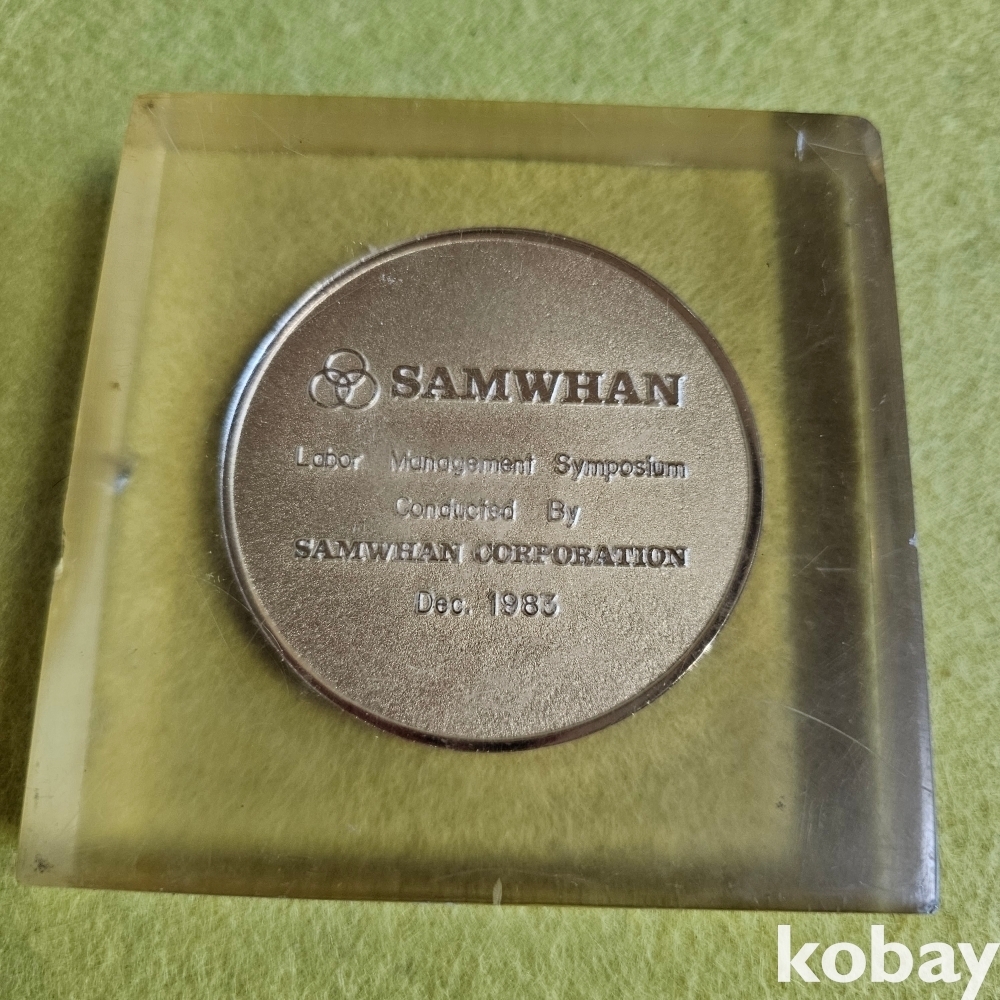 SAMWHAN
Labor Management Symposium
Conducted By
SAMWHAN CORPORATION
Dec. 1983
kobay